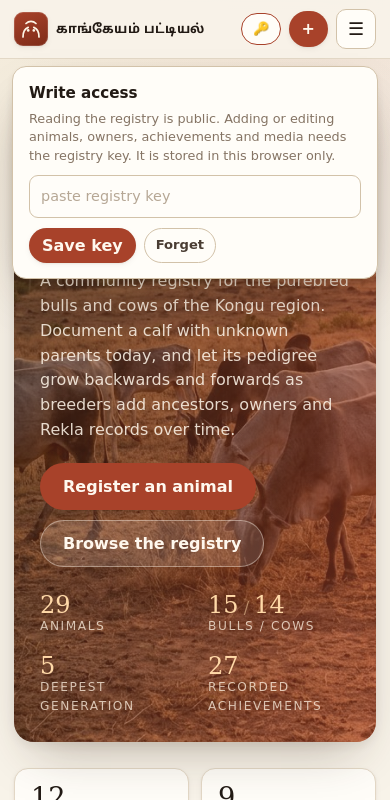 காங்கேயம் பட்டியல்
+
Write access
Reading the registry is public. Adding or editing
animals, owners, achievements and media needs
the registry key. It is stored in this browser only.
paste registry key
Save key
Forget
A community registry for the purebred
bulls and cows of the Kongu region.
Document a calf with unknown
parents today, and let its pedigree
grow backwards and forwards as
breeders add ancestors, owners and
Rekla records over time.
Register an animal
Browse the registry
29
ANIMALS
15 / 14
BULLS / COWS
5
DEEPEST
GENERATION
27
RECORDED
ACHIEVEMENTS
12
9